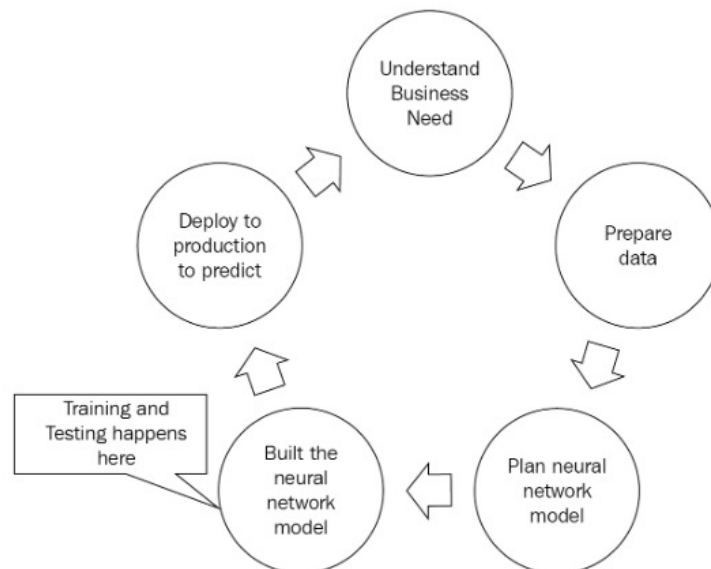 Understand
Business
Need
Prepare
data
Plan neural
network
model
Built the
neural
network
model
Training and
Testing happens
here
Deploy to
production
to predict